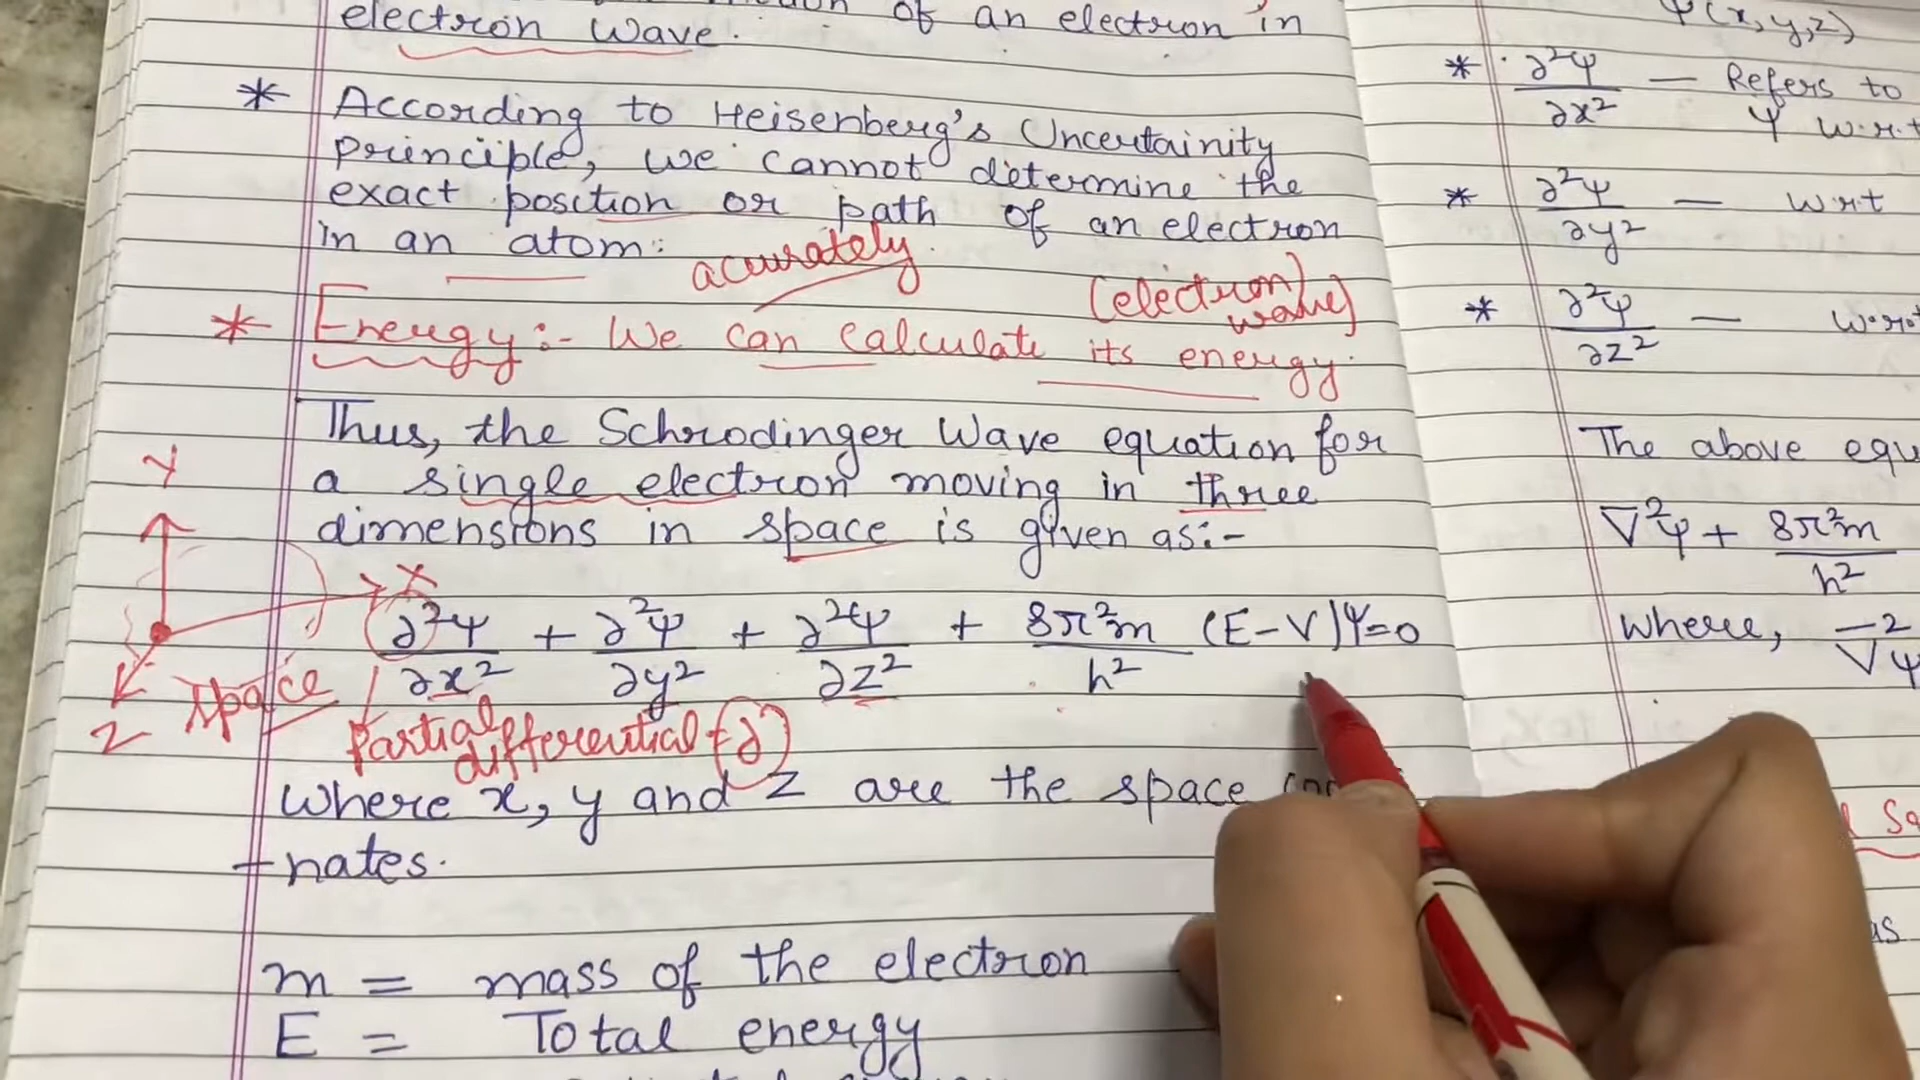 of an electron in
electron wave.
* According to Heisenberg's Uncertainity
principle, we cannot determine the
exact position or path of an electron
in an atom. accurately.
(electron wave)
* Energy:- We can calculate its energy.
Thus, the Schrodinger Wave equation for
a single electron moving in three
dimensions in space is given as:-
Y
X
Z
space
∂²ψ/∂x² + ∂²ψ/∂y² + ∂²ψ/∂z² + 8π²m/h² (E-V)ψ=0
Partial differential (∂)
where x, y and z are the space
nates.
m = mass of the electron
E = Total energy
ψ(x,y,z)
* ∂²ψ/∂x² — Refers to
ψ w.r.t
* ∂²ψ/∂y² — w.r.t
* ∂²ψ/∂z² — w.r.t
The above equ
∇²ψ + 8π²m/h²
where,